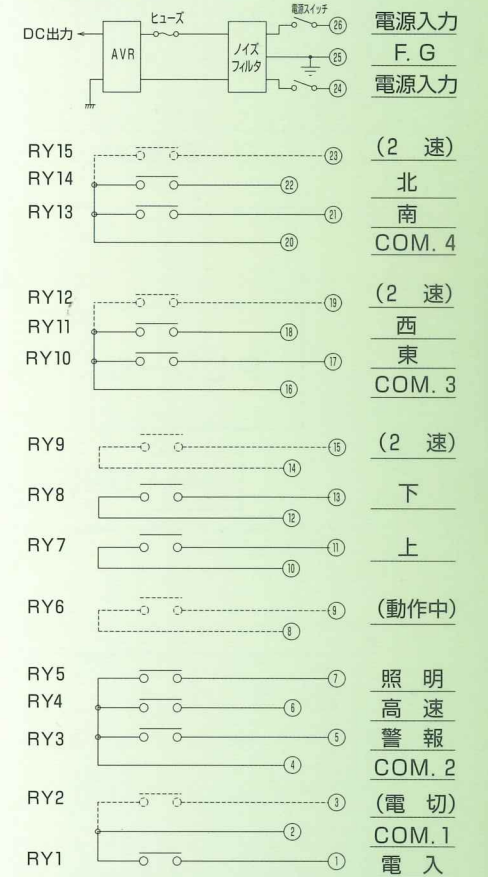 電源スイッチ
ヒューズ
DC出力 AVR ノイズフィルタ 26 電源入力
25 F. G
24 電源入力
RY15 23 (2 速)
RY14 22 北
RY13 21 南
20 COM. 4
RY12 19 (2 速)
RY11 18 西
RY10 17 東
16 COM. 3
RY9 15 (2 速)
14
RY8 13 下
12
RY7 11 上
10
RY6 9 (動作中)
8
RY5 7 照 明
RY4 6 高 速
RY3 5 警 報
4 COM. 2
RY2 3 (電 切)
2 COM. 1
RY1 1 電 入